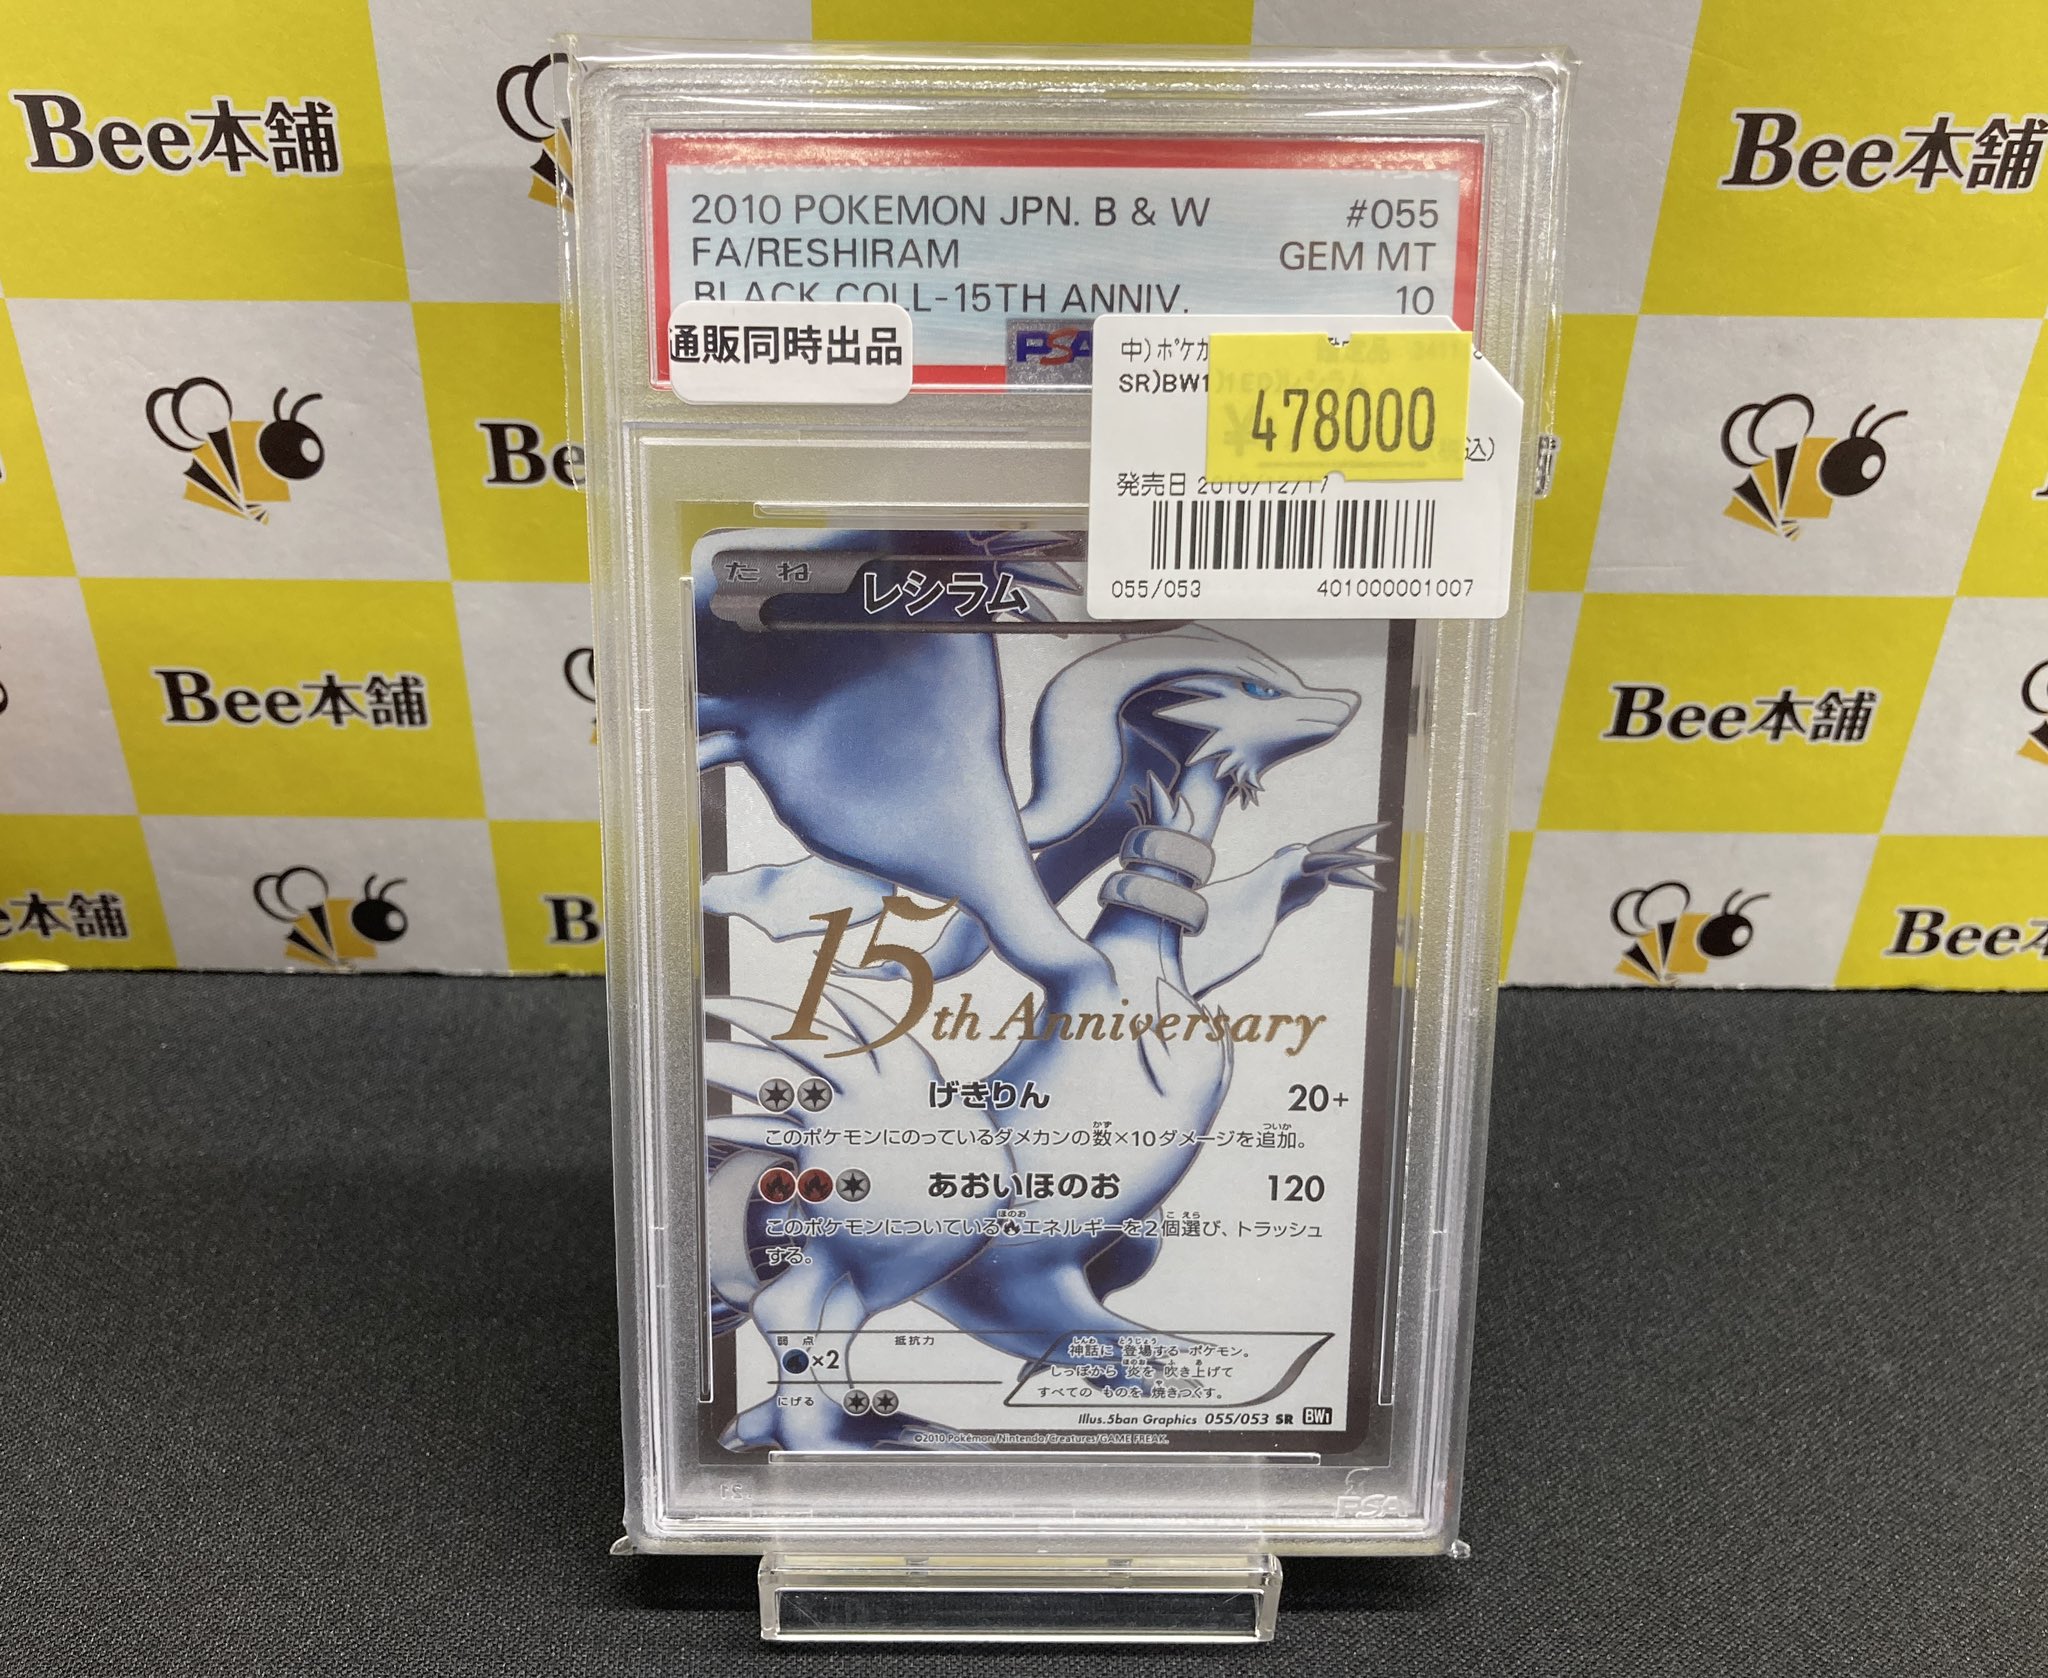 Bee本舗
Bee本舗
2010 POKEMON JPN. B & W #055
FA/RESHIRAM GEM MT
BLACK COLL-15TH ANNIV. 10
PSA
通販同時出品
中)ポケカ
SR)BW1
478000
込)
発売日 2010/12/17
055/053 401000001007
Be
たね レシラム
Bee本舗
Bee本舗
本舗
B
Bee本
15th Anniversary
げきりん 20+
このポケモンにのっているダメカンの数×10ダメージを追加。
あおいほのお 120
このポケモンについているエネルギーを2個選び、トラッシュ
する。
弱点 抵抗力
×2
にげる
神話に 登場する ポケモン。
しっぽから 炎を 吹き上げて
すべての ものを 焼きつくす。
Illus.5ban Graphics 055/053 SR BW1
©2010 Pokémon/Nintendo/Creatures/GAME FREAK.
PSA